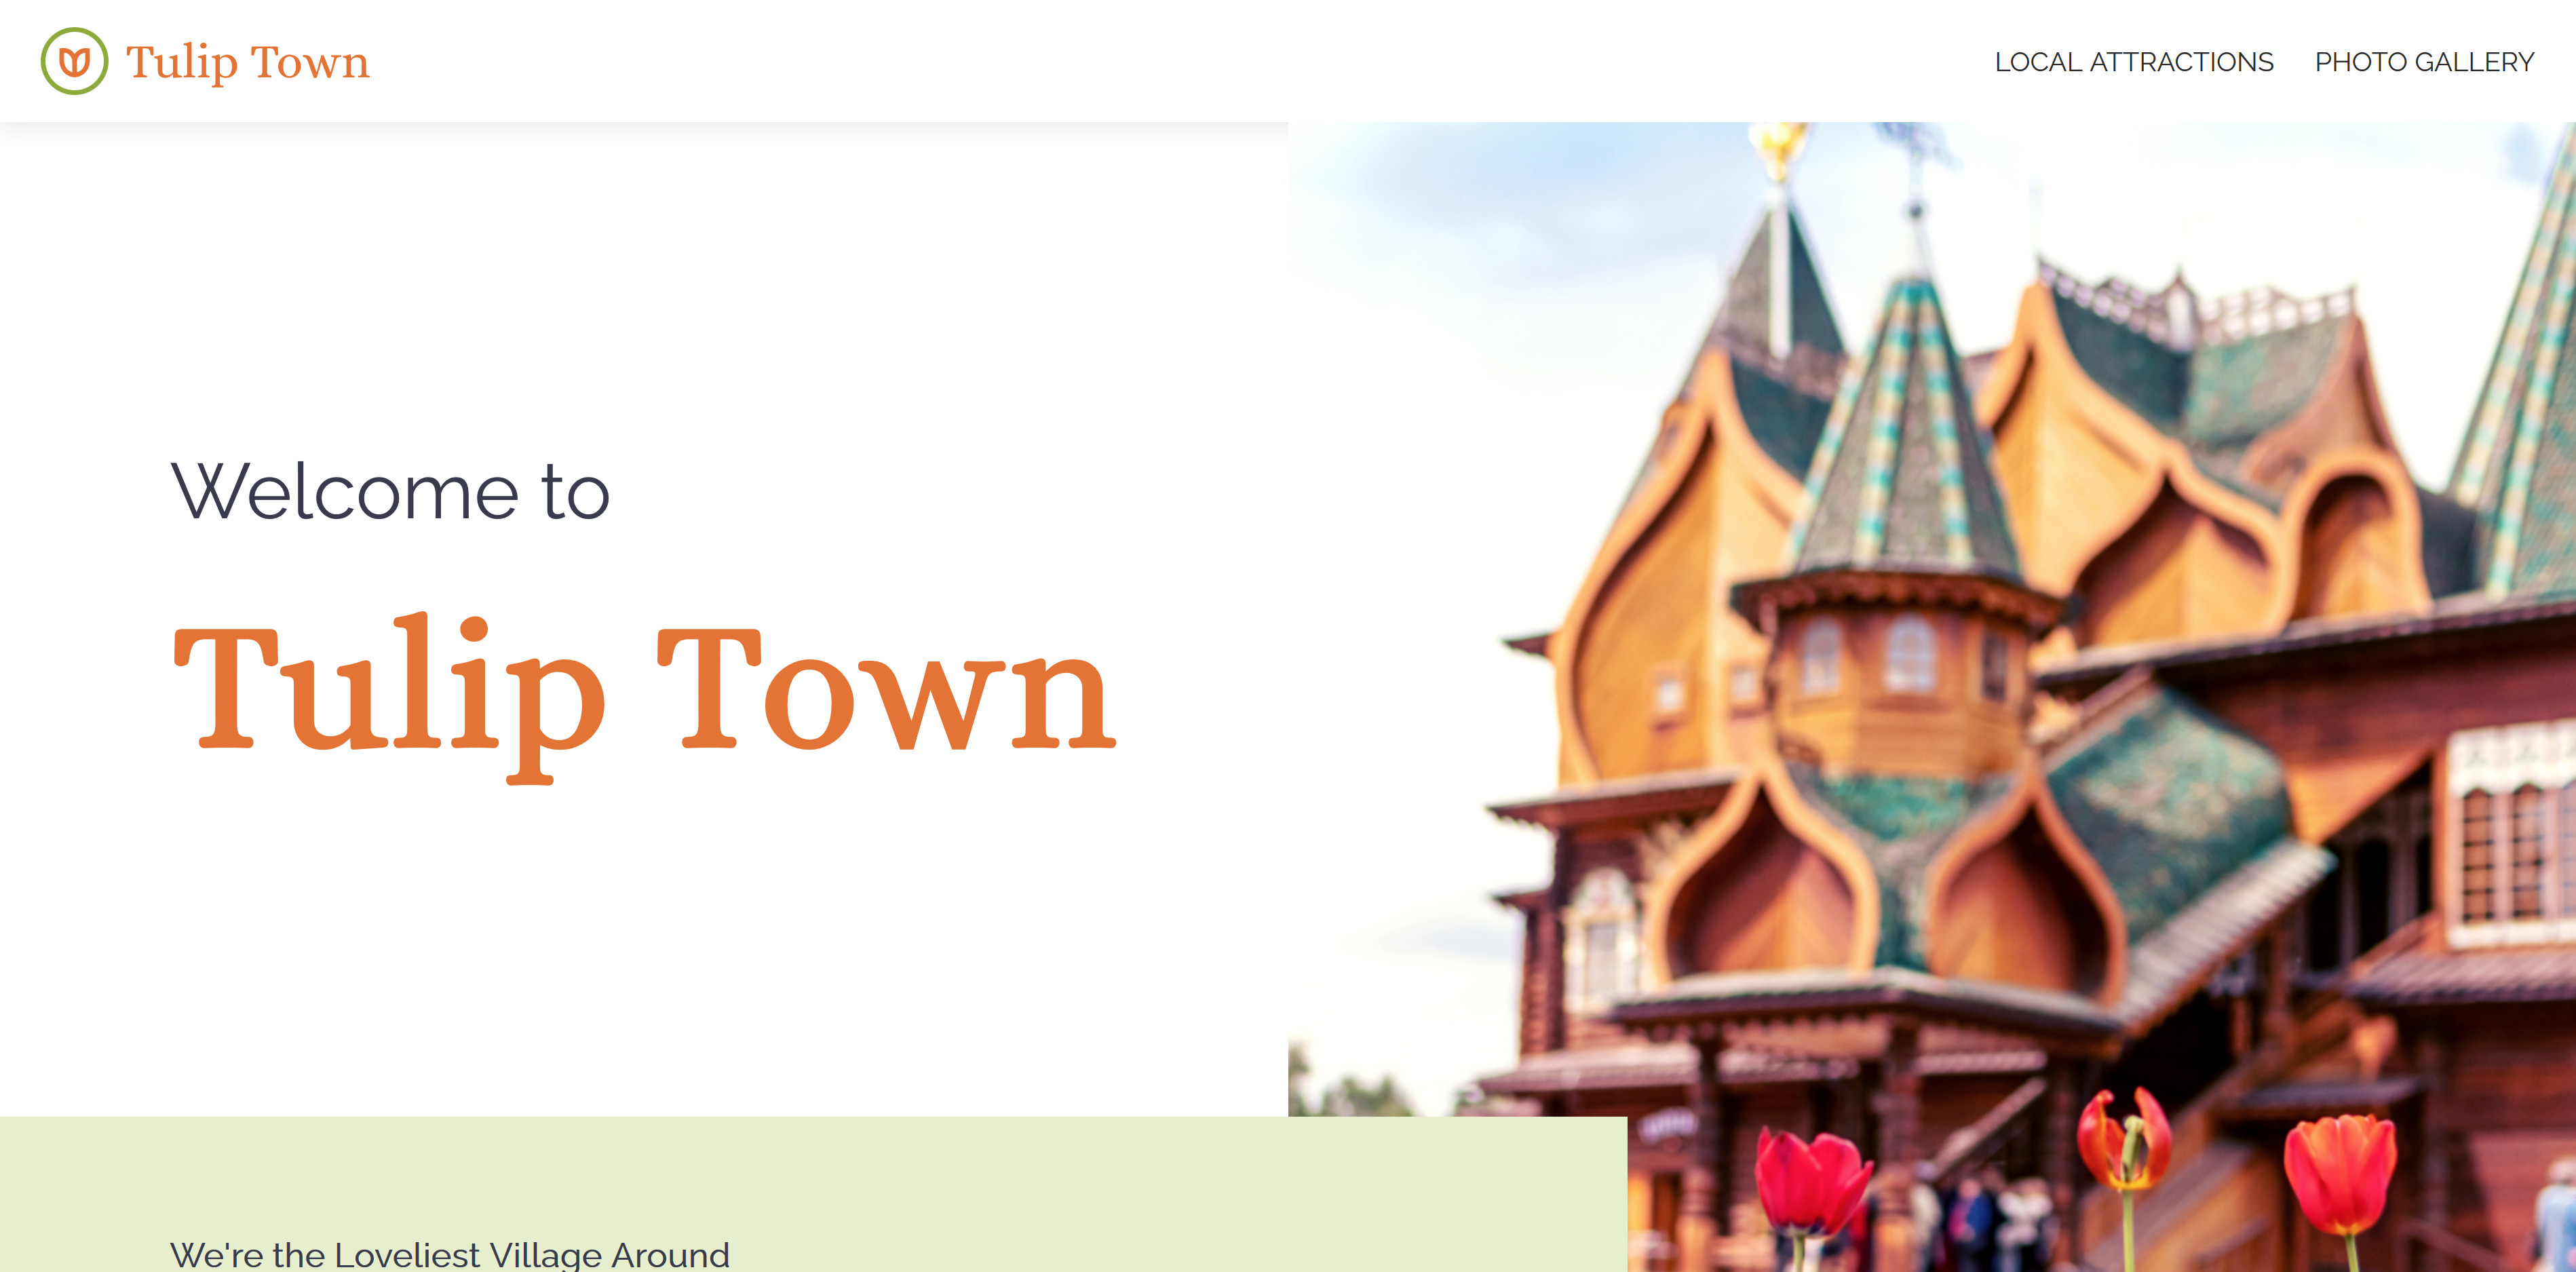 Tulip Town
LOCAL ATTRACTIONS
PHOTO GALLERY
Welcome to
Tulip Town
We're the Loveliest Village Around